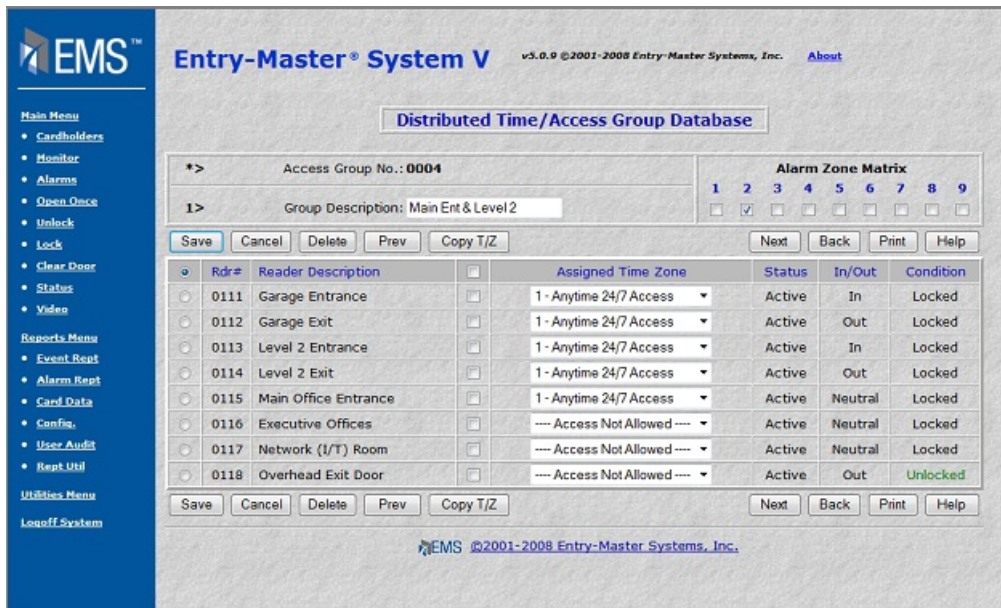 EMS™
Entry-Master® System V v5.0.9 ©2001-2008 Entry-Master Systems, Inc. About
Main Menu
Cardholders
Monitor
Alarms
Open Once
Unlock
Lock
Clear Door
Status
Video
Reports Menu
Event Rept
Alarm Rept
Card Data
Config.
User Audit
Rept Util
Utilities Menu
Logoff System
Distributed Time/Access Group Database
*> Access Group No.: 0004
Alarm Zone Matrix
1 2 3 4 5 6 7 8 9
1> Group Description: Main Ent & Level 2
Save Cancel Delete Prev Copy T/Z Next Back Print Help
Rdr# Reader Description Assigned Time Zone Status In/Out Condition
0111 Garage Entrance 1 - Anytime 24/7 Access Active In Locked
0112 Garage Exit 1 - Anytime 24/7 Access Active Out Locked
0113 Level 2 Entrance 1 - Anytime 24/7 Access Active In Locked
0114 Level 2 Exit 1 - Anytime 24/7 Access Active Out Locked
0115 Main Office Entrance 1 - Anytime 24/7 Access Active Neutral Locked
0116 Executive Offices ---- Access Not Allowed ---- Active Neutral Locked
0117 Network (I/T) Room ---- Access Not Allowed ---- Active Neutral Locked
0118 Overhead Exit Door ---- Access Not Allowed ---- Active Out Unlocked
Save Cancel Delete Prev Copy T/Z Next Back Print Help
EMS ©2001-2008 Entry-Master Systems, Inc.